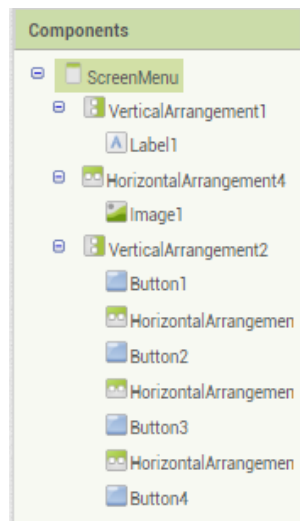 Components
ScreenMenu
VerticalArrangement1
A Label1
HorizontalArrangement4
Image1
VerticalArrangement2
Button1
HorizontalArrangemen
Button2
HorizontalArrangemen
Button3
HorizontalArrangemen
Button4